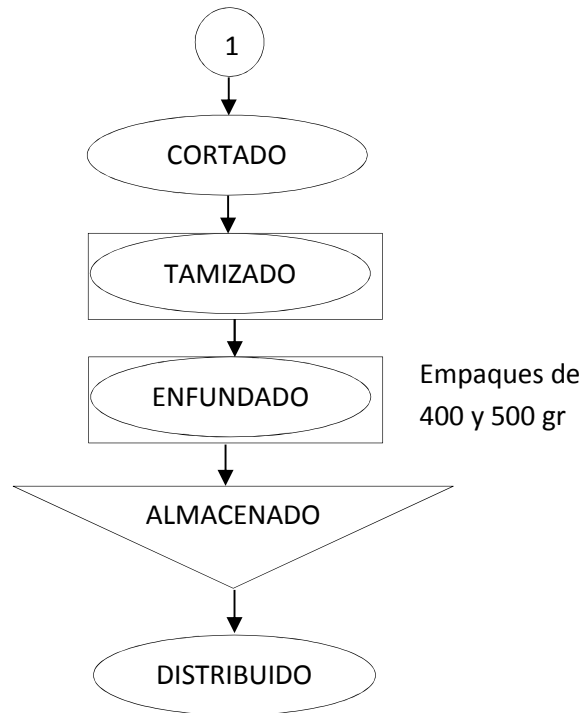 1
CORTADO
TAMIZADO
ENFUNDADO
Empaques de
400 y 500 gr
ALMACENADO
DISTRIBUIDO